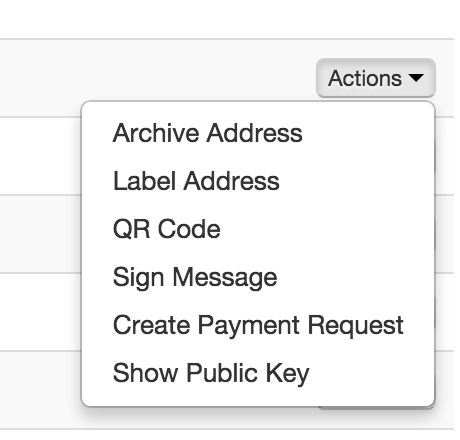 Actions
Archive Address
Label Address
QR Code
Sign Message
Create Payment Request
Show Public Key